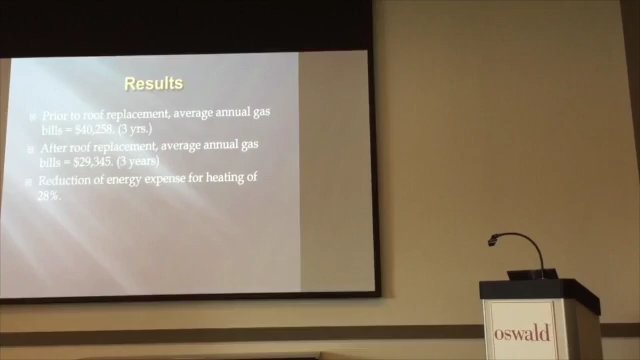 Results
Prior to roof replacement, average annual gas
bills = $40,258. (3 yrs.)
After roof replacement, average annual gas
bills = $29,345. (3 years)
Reduction of energy expense for heating of
28%.
oswald